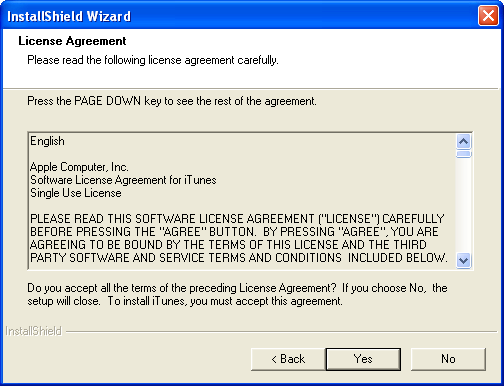 InstallShield Wizard
License Agreement
Please read the following license agreement carefully.
Press the PAGE DOWN key to see the rest of the agreement.
English
Apple Computer, Inc.
Software License Agreement for iTunes
Single Use License
PLEASE READ THIS SOFTWARE LICENSE AGREEMENT ("LICENSE") CAREFULLY
BEFORE PRESSING THE "AGREE" BUTTON.  BY PRESSING "AGREE", YOU ARE
AGREEING TO BE BOUND BY THE TERMS OF THIS LICENSE AND THE THIRD
PARTY SOFTWARE AND SERVICE TERMS AND CONDITIONS  INCLUDED BELOW.
Do you accept all the terms of the preceding License Agreement?  If you choose No,  the
setup will close.  To install iTunes, you must accept this agreement.
InstallShield
< Back
Yes
No